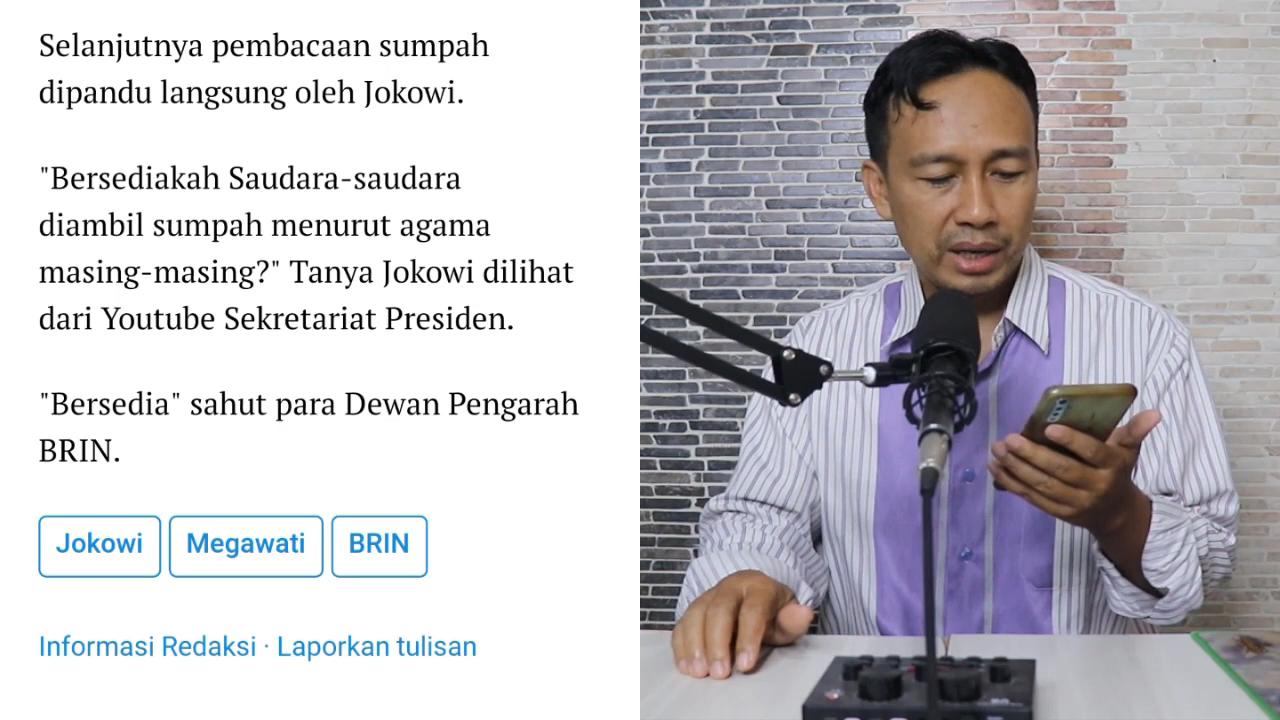 Selanjutnya pembacaan sumpah
dipandu langsung oleh Jokowi.
"Bersediakah Saudara-saudara
diambil sumpah menurut agama
masing-masing?" Tanya Jokowi dilihat
dari Youtube Sekretariat Presiden.
"Bersedia" sahut para Dewan Pengarah
BRIN.
Jokowi Megawati BRIN
Informasi Redaksi · Laporkan tulisan